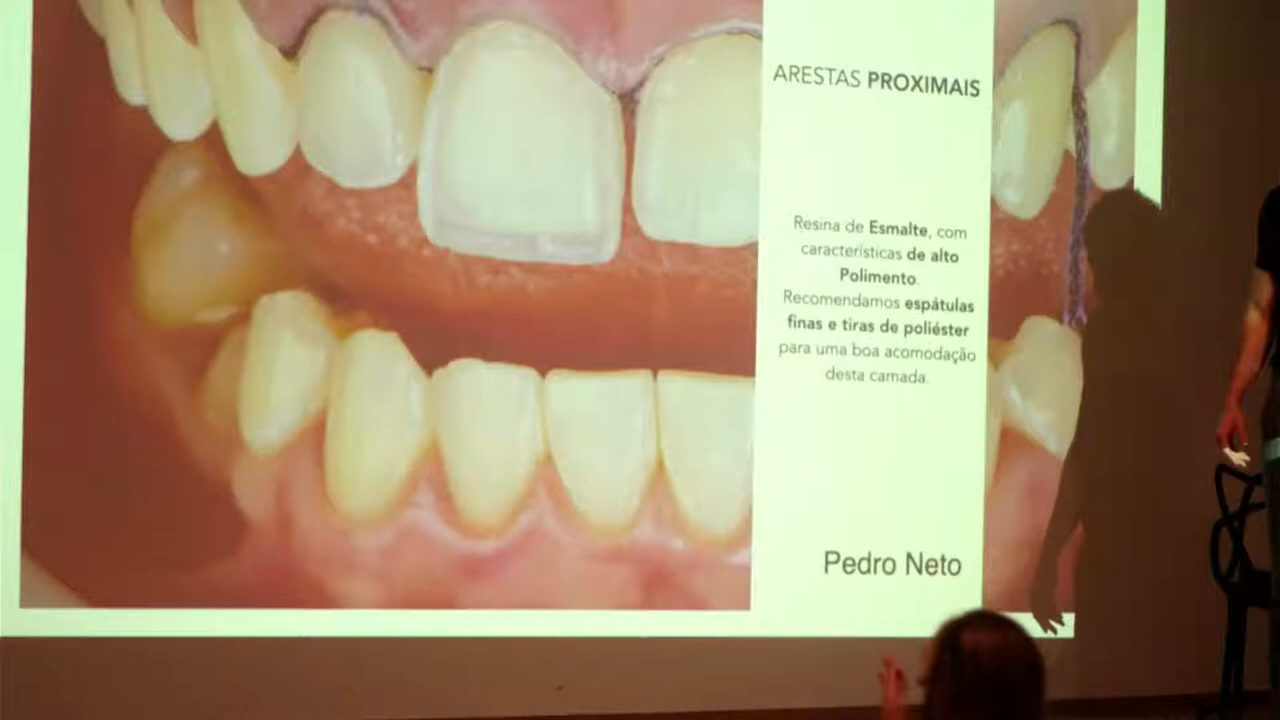 ARESTAS PROXIMAIS
Resina de Esmalte, com
características de alto
Polimento.
Recomendamos espátulas
finas e tiras de poliéster
para uma boa acomodação
desta camada.
Pedro Neto